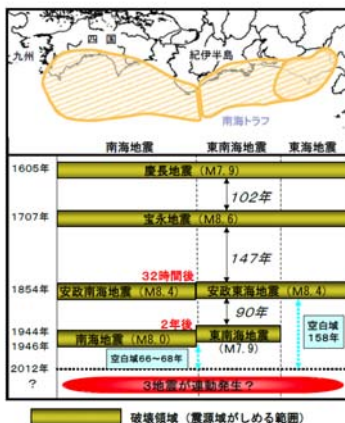 四国
九州
紀伊半島
南海トラフ
南海地震 東南海地震 東海地震
1605年
慶長地震(M7.9)
102年
1707年
宝永地震(M8.6)
147年
32時間後
1854年
安政南海地震(M8.4)
安政東海地震(M8.4)
90年
2年後
1944年
1946年
南海地震(M8.0)
東南海地震
(M7.9)
空白域
158年
空白域66〜68年
2012年
?
3地震が連動発生?
破壊領域(震源域がしめる範囲)